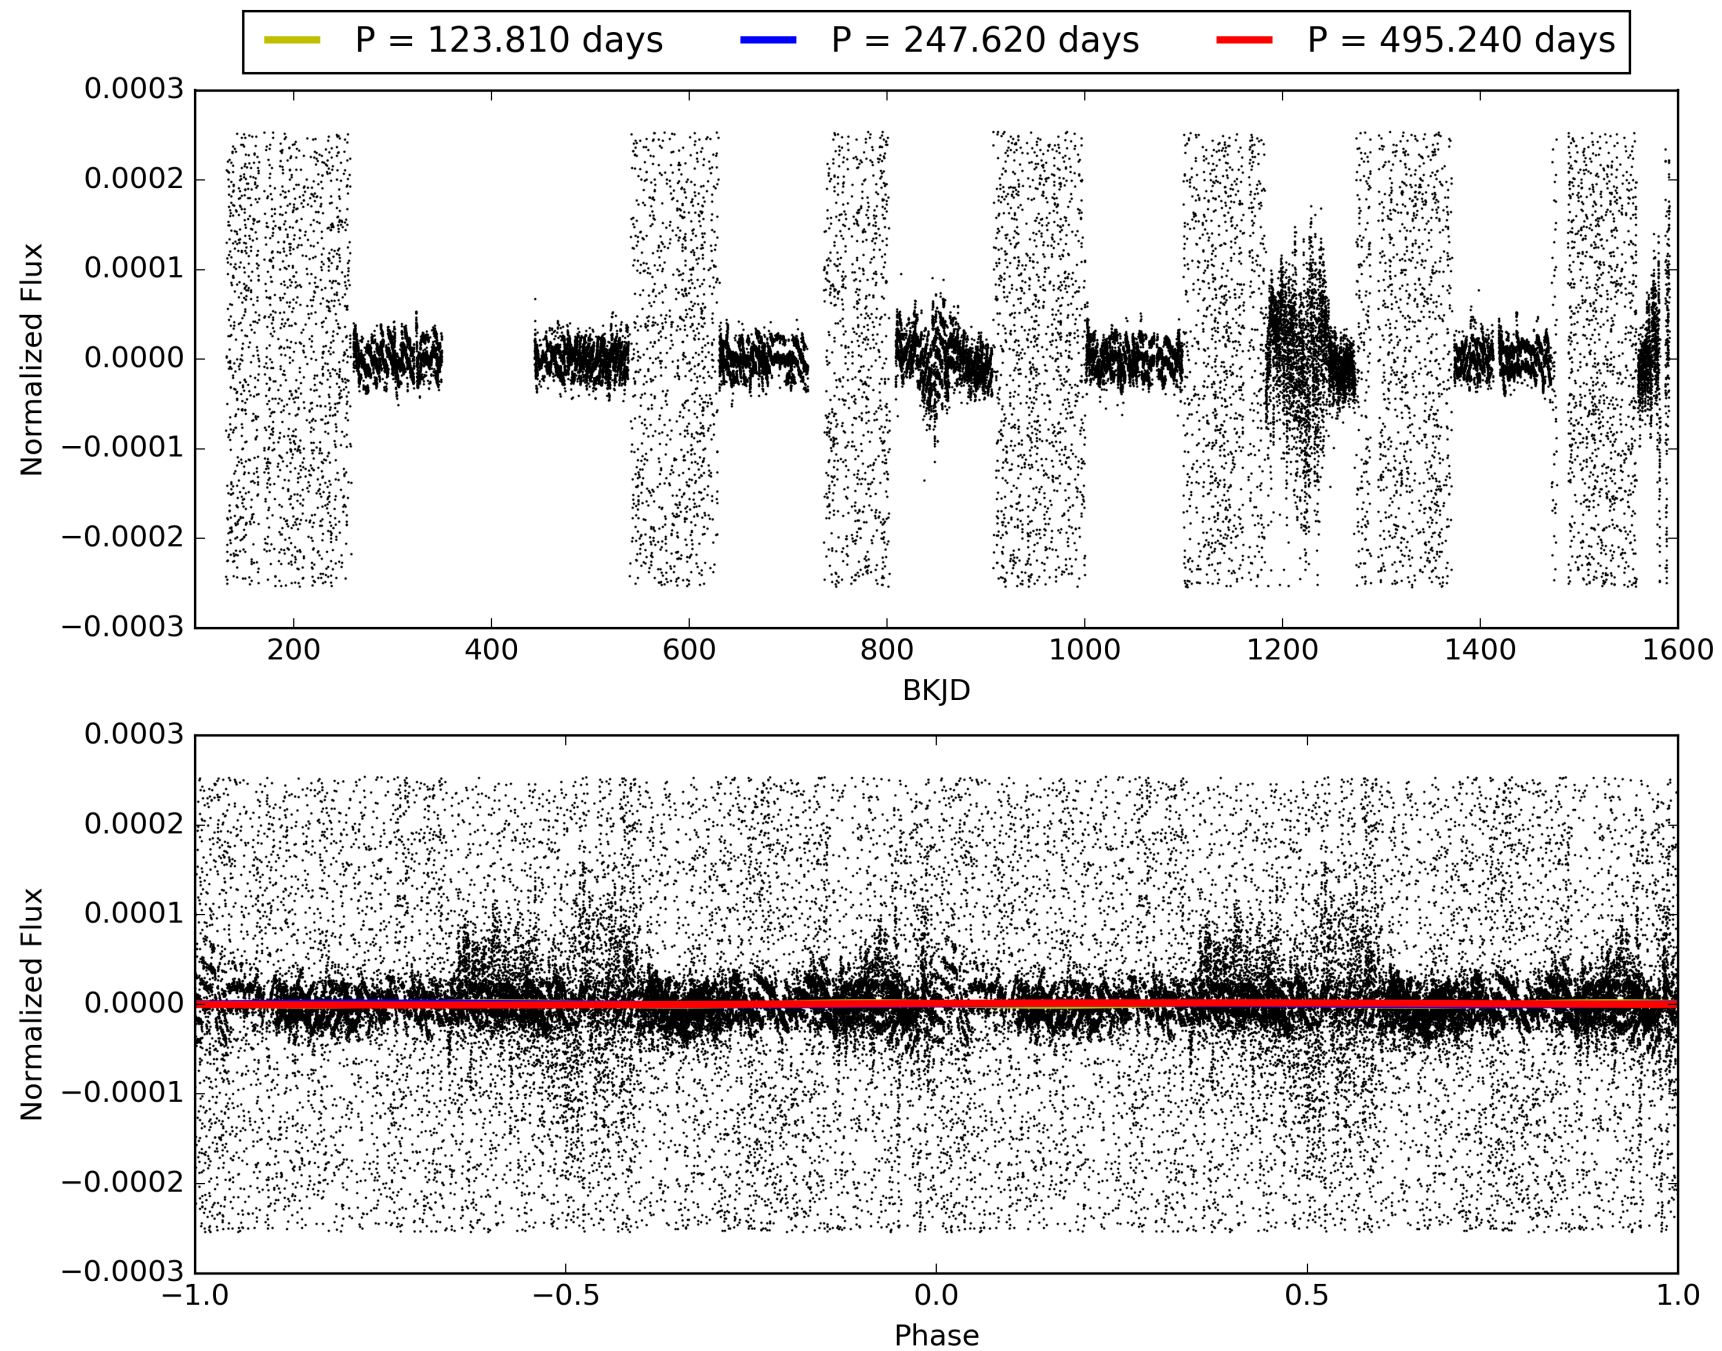 P = 123.810 days P = 247.620 days P = 495.240 days
0.0003
0.0002
0.0001
0.0000
−0.0001
−0.0002
−0.0003
Normalized Flux
200 400 600 800 1000 1200 1400 1600
BKJD
0.0003
0.0002
0.0001
0.0000
−0.0001
−0.0002
−0.0003
Normalized Flux
−1.0 −0.5 0.0 0.5 1.0
Phase